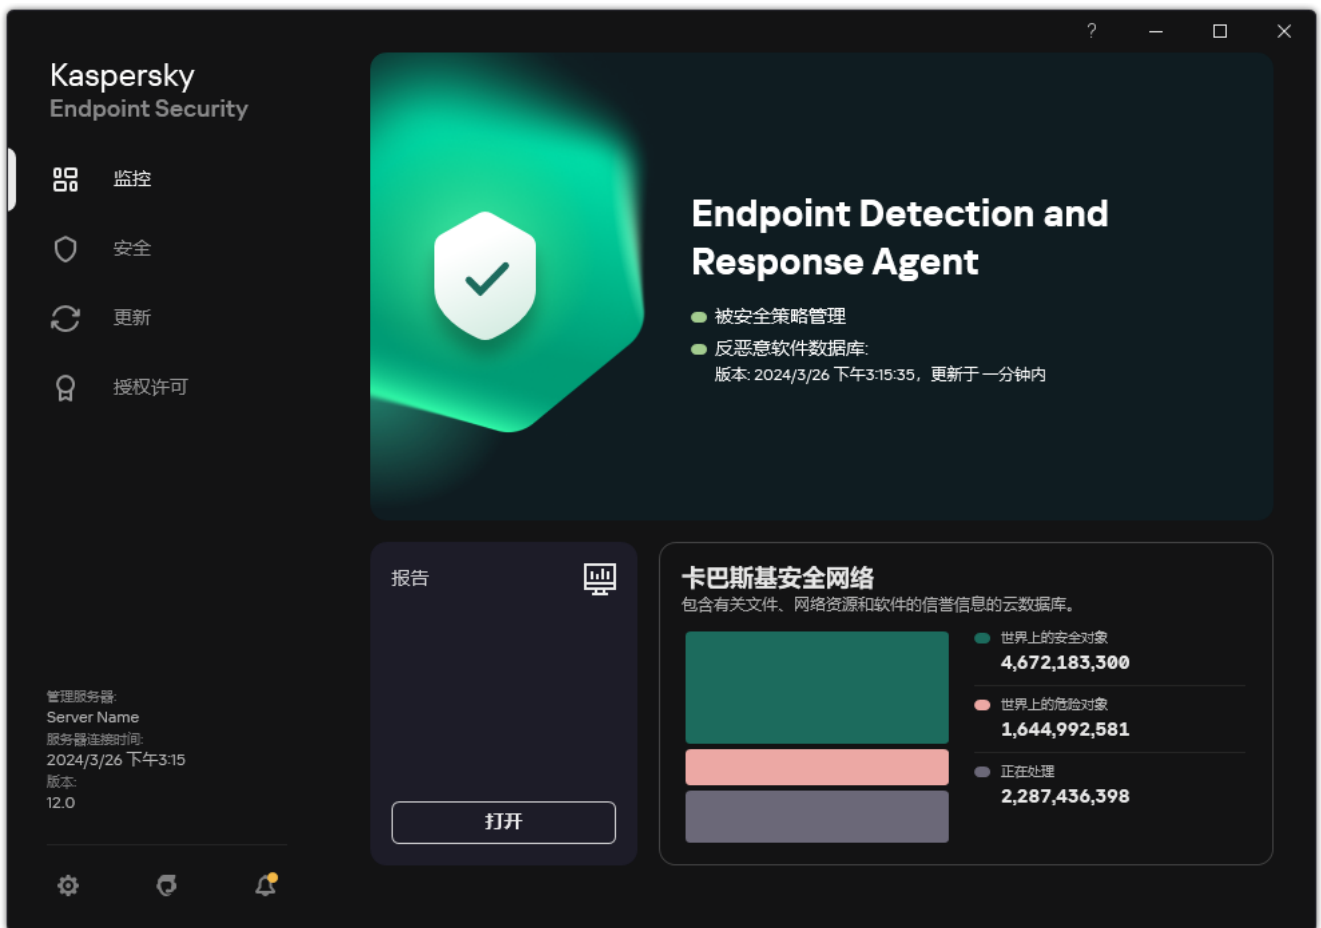 ?
Kaspersky
Endpoint Security
监控
安全
更新
授权许可
管理服务器:
Server Name
服务器连接时间:
2024/3/26 下午3:15
版本:
12.0
Endpoint Detection and
Response Agent
被安全策略管理
反恶意软件数据库:
版本: 2024/3/26 下午3:15:35，更新于 一分钟内
报告
打开
卡巴斯基安全网络
包含有关文件、网络资源和软件的信誉信息的云数据库。
世界上的安全对象
4,672,183,300
世界上的危险对象
1,644,992,581
正在处理
2,287,436,398